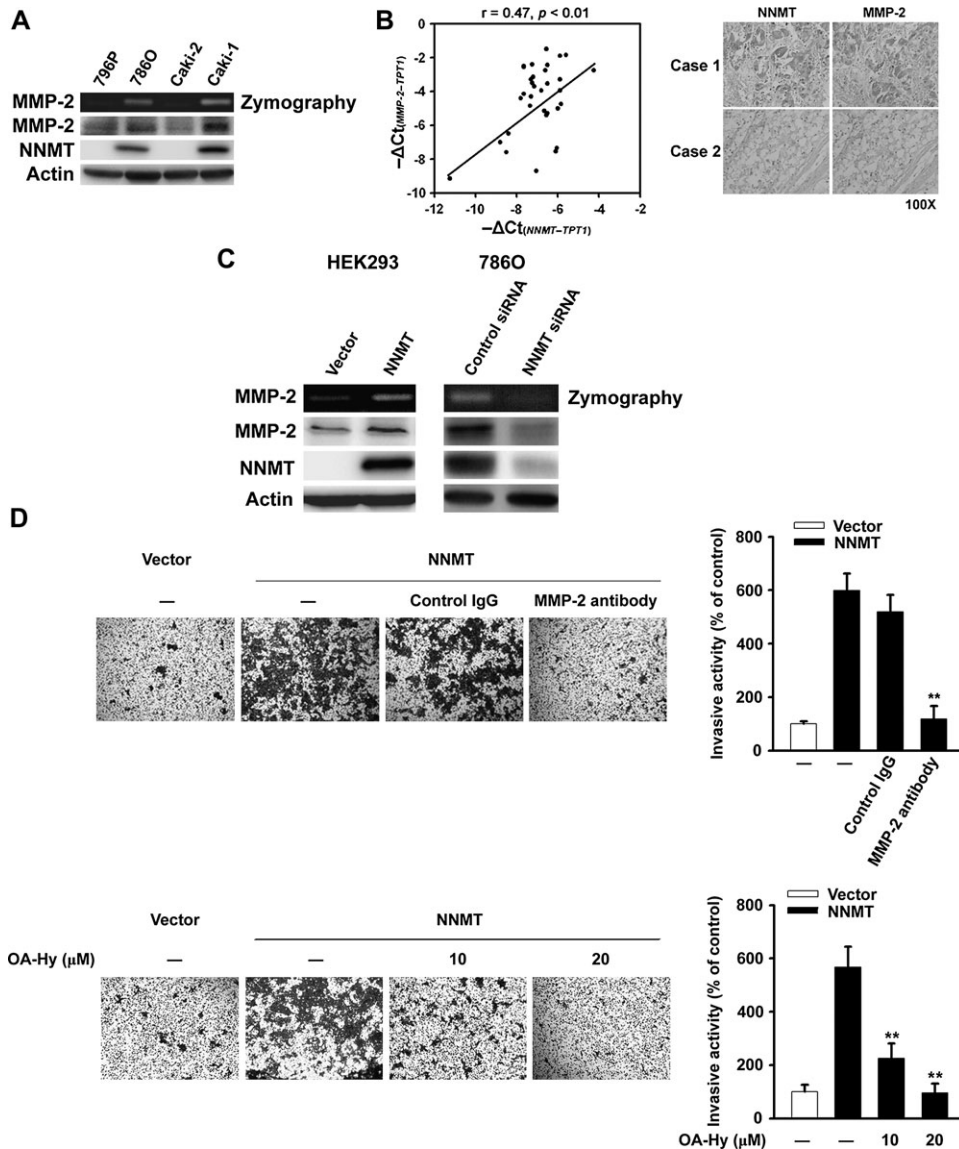 A
796P 786O Caki-2 Caki-1
MMP-2 Zymography
MMP-2
NNMT
Actin
B
r = 0.47, p < 0.01
−ΔCt(MMP-2–TPT1)
-2
-4
-6
-8
-10
-12 -10 -8 -6 -4 -2
−ΔCt(NNMT–TPT1)
NNMT MMP-2
Case 1
Case 2
100X
C
HEK293 786O
Vector NNMT Control siRNA NNMT siRNA
MMP-2 Zymography
MMP-2
NNMT
Actin
D
Vector NNMT
— — Control IgG MMP-2 antibody
Vector
NNMT
Invasive activity (% of control)
800
600
400
200
0
**
— — Control IgG MMP-2 antibody
Vector NNMT
OA-Hy (μM) — — 10 20
Vector
NNMT
Invasive activity (% of control)
800
600
400
200
0
** **
OA-Hy (μM) — — 10 20